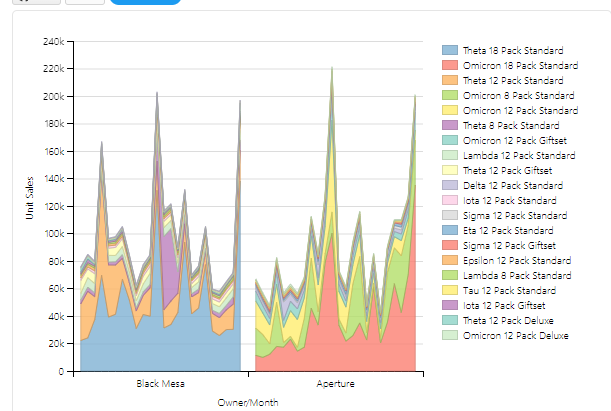 240k
220k
200k
180k
160k
140k
120k
100k
80k
60k
40k
20k
0
Unit Sales
Black Mesa
Aperture
Owner/Month
Theta 18 Pack Standard
Omicron 18 Pack Standard
Theta 12 Pack Standard
Omicron 8 Pack Standard
Omicron 12 Pack Standard
Theta 8 Pack Standard
Omicron 12 Pack Giftset
Lambda 12 Pack Standard
Theta 12 Pack Giftset
Delta 12 Pack Standard
Iota 12 Pack Standard
Sigma 12 Pack Standard
Eta 12 Pack Standard
Sigma 12 Pack Giftset
Epsilon 12 Pack Standard
Lambda 8 Pack Standard
Tau 12 Pack Standard
Iota 12 Pack Giftset
Theta 12 Pack Deluxe
Omicron 12 Pack Deluxe